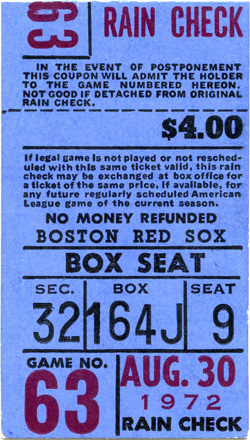 63 RAIN CHECK
IN THE EVENT OF POSTPONEMENT
THIS COUPON WILL ADMIT THE HOLDER
TO THE GAME NUMBERED HEREON.
NOT GOOD IF DETACHED FROM ORIGINAL
RAIN CHECK.
$4.00
If legal game is not played or not resched-
uled with this same ticket valid, this rain
check may be exchanged at box office for
a ticket of the same price, if available, for
any future regularly scheduled American
League game of the current season.
NO MONEY REFUNDED
BOSTON RED SOX
BOX SEAT
SEC. BOX SEAT
32 164J 9
GAME NO.
63
AUG. 30
1972
RAIN CHECK